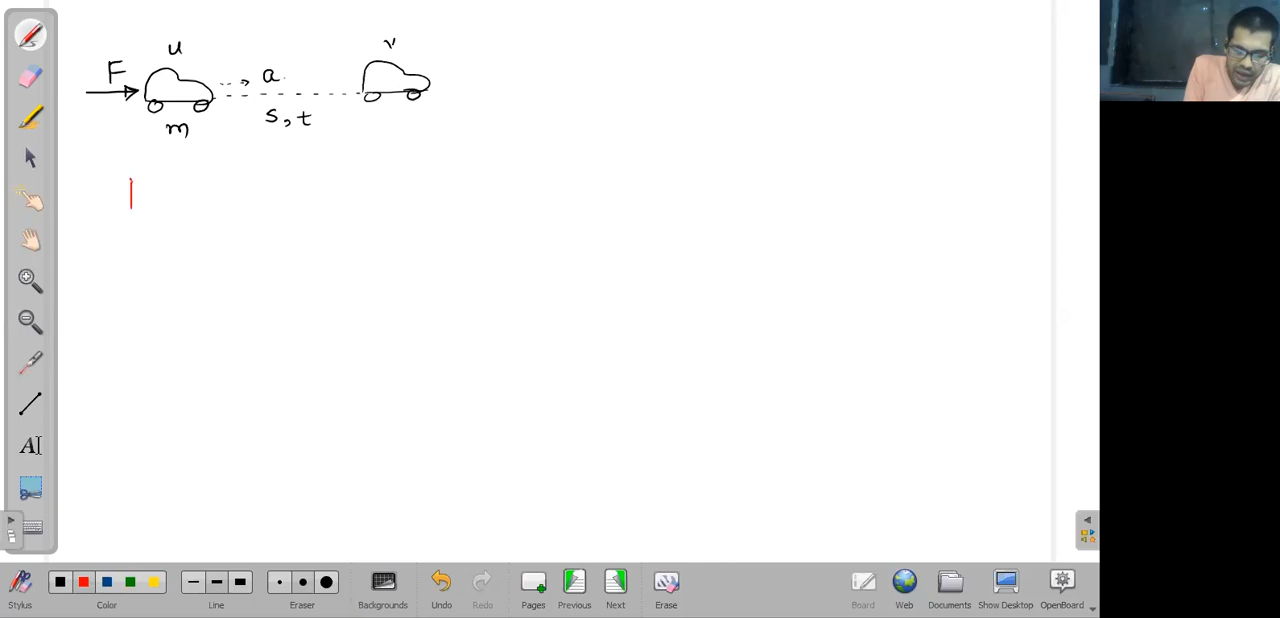 u v
F a
s, t
m
A
Stylus Color Line Eraser Backgrounds Undo Redo Pages Previous Next Erase Board Web Documents Show Desktop OpenBoard